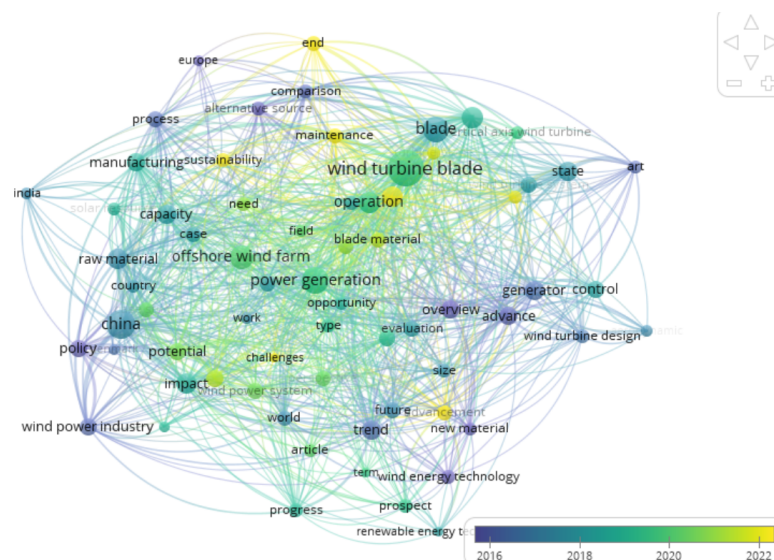 end
europe
comparison
alternative source
process
blade
vertical axis wind turbine
maintenance
manufacturing
sustainability
wind turbine blade
state
art
india
need
operation
capacity
case
field
blade material
offshore wind farm
raw material
power generation
country
generator
control
opportunity
overview
advance
work
type
evaluation
china
wind turbine design
policy
potential
challenges
size
impact
wind power system
future
advancement
world
trend
new material
wind power industry
article
term
wind energy technology
progress
prospect
renewable energy te
2016
2018
2020
2022